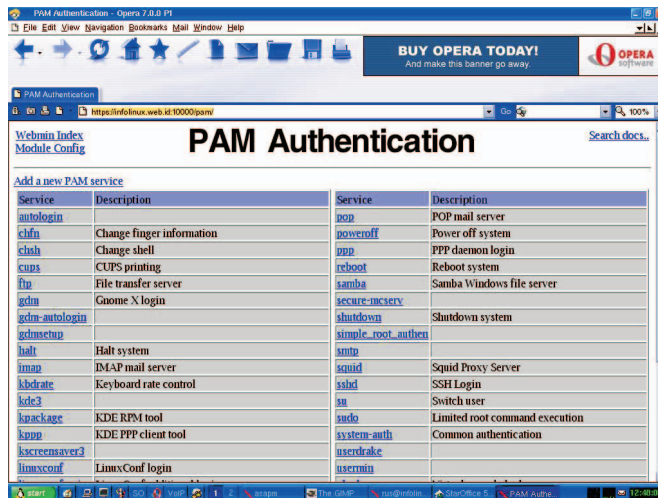 PAM Authentication - Opera 7.0.0 P1
File Edit View Navigation Bookmarks Mail Window Help
BUY OPERA TODAY!
And make this banner go away.
OPERA
software
PAM Authentication
https://infolinux.web.id:10000/pam/
Go
100%
Webmin Index
Module Config
PAM Authentication
Search docs..
Add a new PAM service
Service Description
autologin
chfn Change finger information
chsh Change shell
cups CUPS printing
ftp File transfer server
gdm Gnome X login
gdm-autologin
gdmsetup
halt Halt system
imap IMAP mail server
kbdrate Keyboard rate control
kde3
kpackage KDE RPM tool
kppp KDE PPP client tool
kscreensaver3
linuxconf LinuxConf login
Service Description
pop POP mail server
poweroff Power off system
ppp PPP daemon login
reboot Reboot system
samba Samba Windows file server
secure-mcserv
shutdown Shutdown system
simple_root_authen
smtp
squid Squid Proxy Server
sshd SSH Login
su Switch user
sudo Limited root command execution
system-auth Common authentication
userdrake
usermin
start
SO
VoIP
1 2
The GIMP
rus@infolin..
StarOffice 5
PAM Authe..